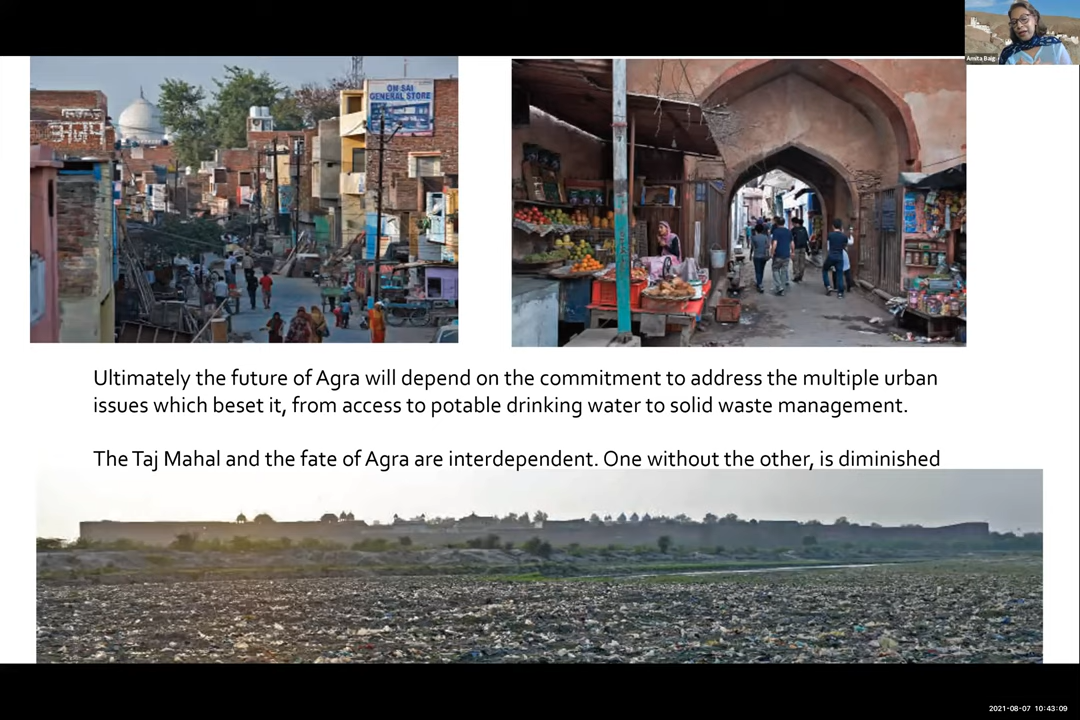 Amita Baig
OM SAI
GENERAL STORE
Ultimately the future of Agra will depend on the commitment to address the multiple urban
issues which beset it, from access to potable drinking water to solid waste management.
The Taj Mahal and the fate of Agra are interdependent. One without the other, is diminished
2021-08-07 10:43:09